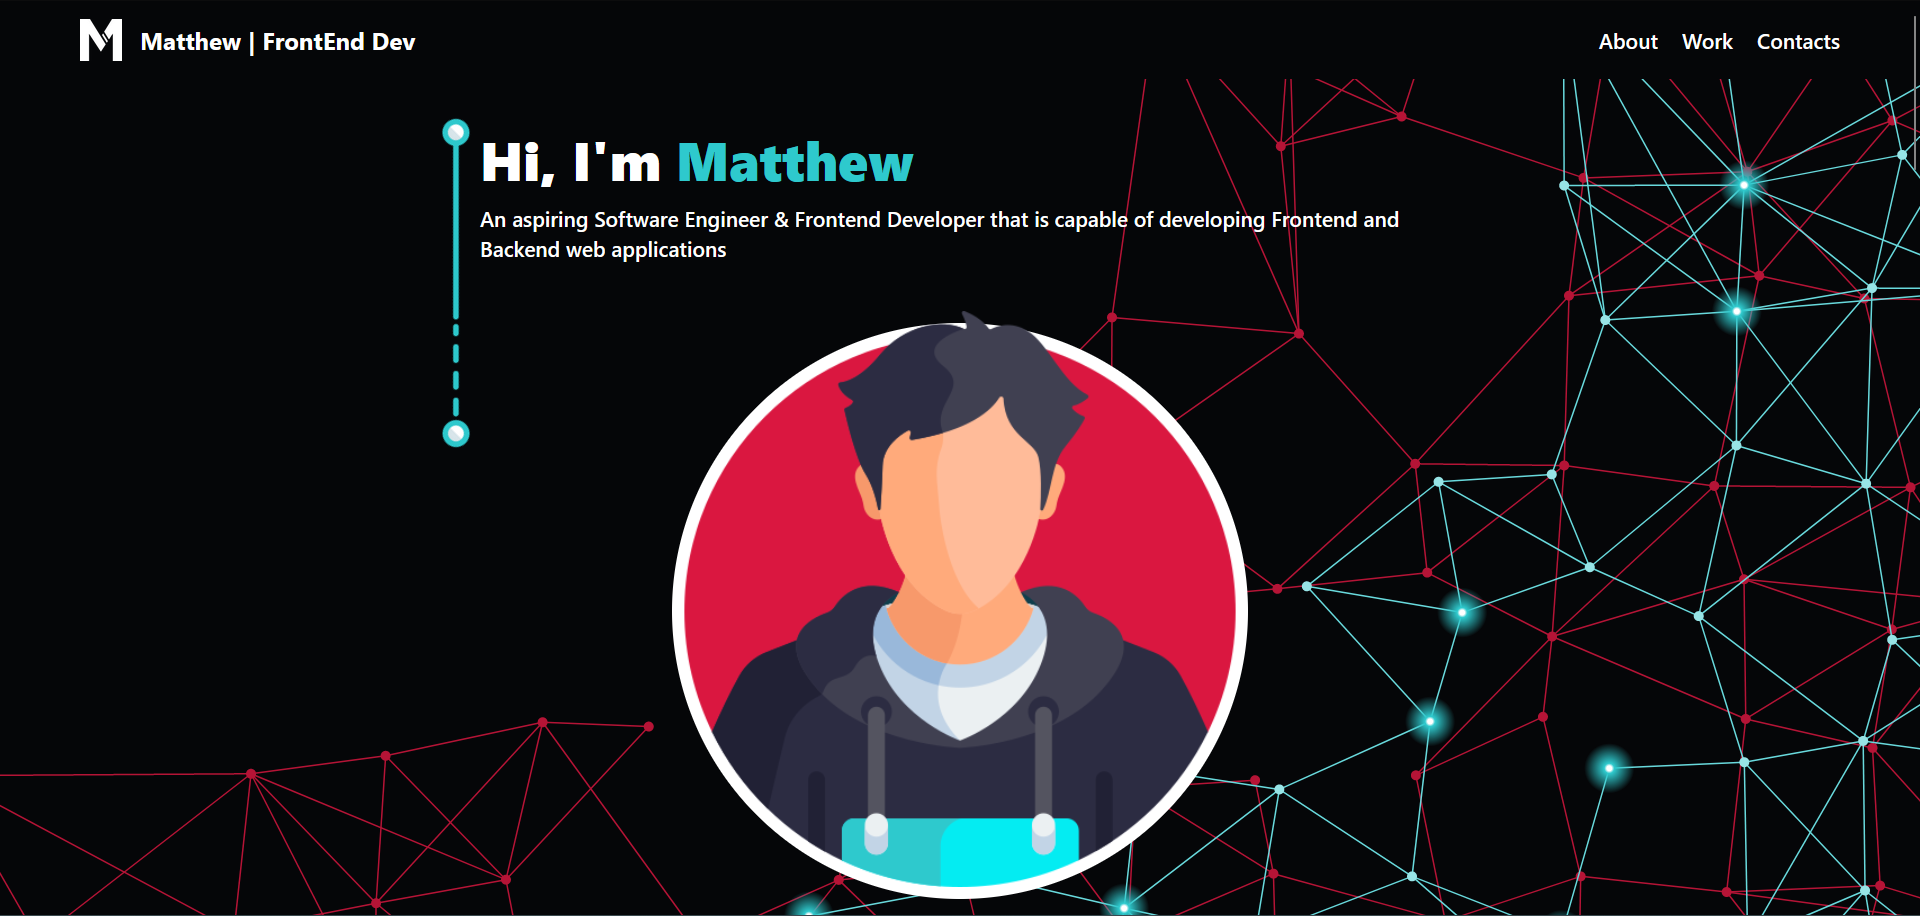 M Matthew | FrontEnd Dev
About Work Contacts
Hi, I'm Matthew
An aspiring Software Engineer & Frontend Developer that is capable of developing Frontend and
Backend web applications